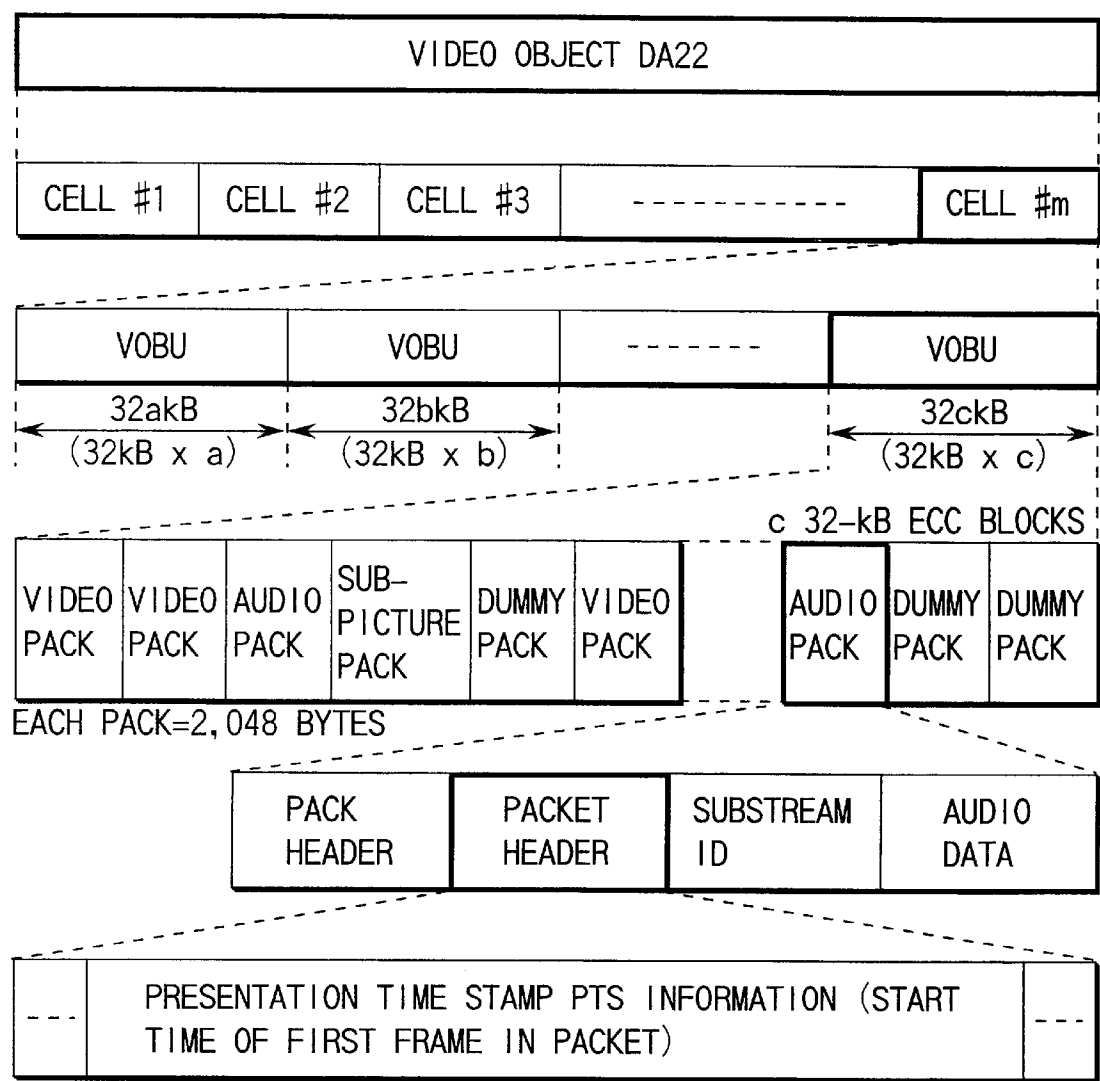 VIDEO OBJECT DA22
CELL #1 CELL #2 CELL #3 CELL #m
VOBU VOBU VOBU
32akB 32bkB 32ckB
(32kB x a) (32kB x b) (32kB x c)
c 32-kB ECC BLOCKS
VIDEO PACK
VIDEO PACK
AUDIO PACK
SUB-
PICTURE
PACK
DUMMY PACK
VIDEO PACK
AUDIO PACK
DUMMY PACK
DUMMY PACK
EACH PACK=2,048 BYTES
PACK
HEADER
PACKET
HEADER
SUBSTREAM
ID
AUDIO
DATA
PRESENTATION TIME STAMP PTS INFORMATION (START
TIME OF FIRST FRAME IN PACKET)